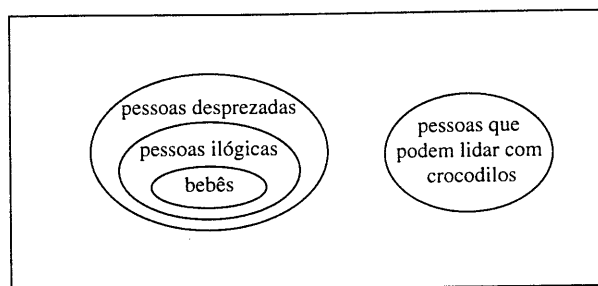 pessoas desprezadas
pessoas ilógicas
bebês
pessoas que
podem lidar com
crocodilos